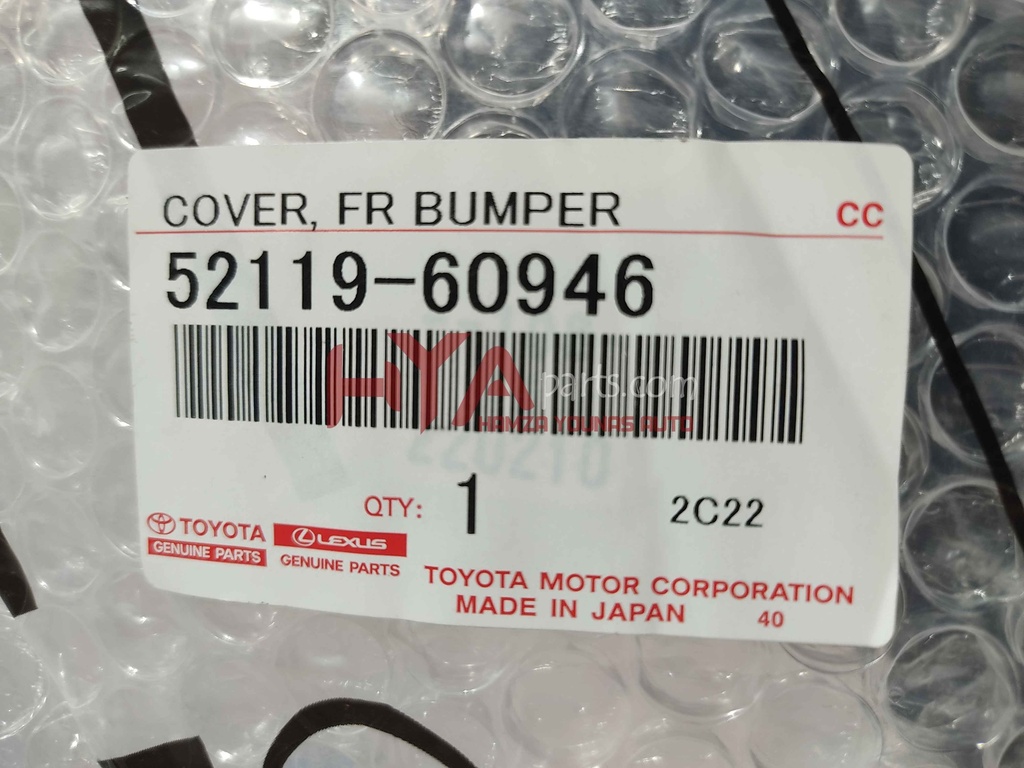 COVER, FR BUMPER CC
52119-60946
HYA parts.com
HAMZA YOUNAS AUTO
220210
QTY: 1 2C22
TOYOTA LEXUS
GENUINE PARTS GENUINE PARTS
TOYOTA MOTOR CORPORATION
MADE IN JAPAN 40